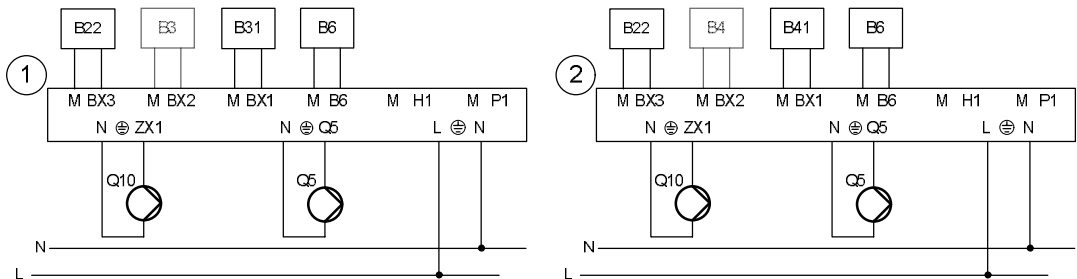 B22 B3 B31 B6
1
M BX3 M BX2 M BX1 M B6 M H1 M P1
N ZX1 N Q5 L N
Q10 Q5
N
L
B22 B4 B41 B6
2
M BX3 M BX2 M BX1 M B6 M H1 M P1
N ZX1 N Q5 L N
Q10 Q5
N
L